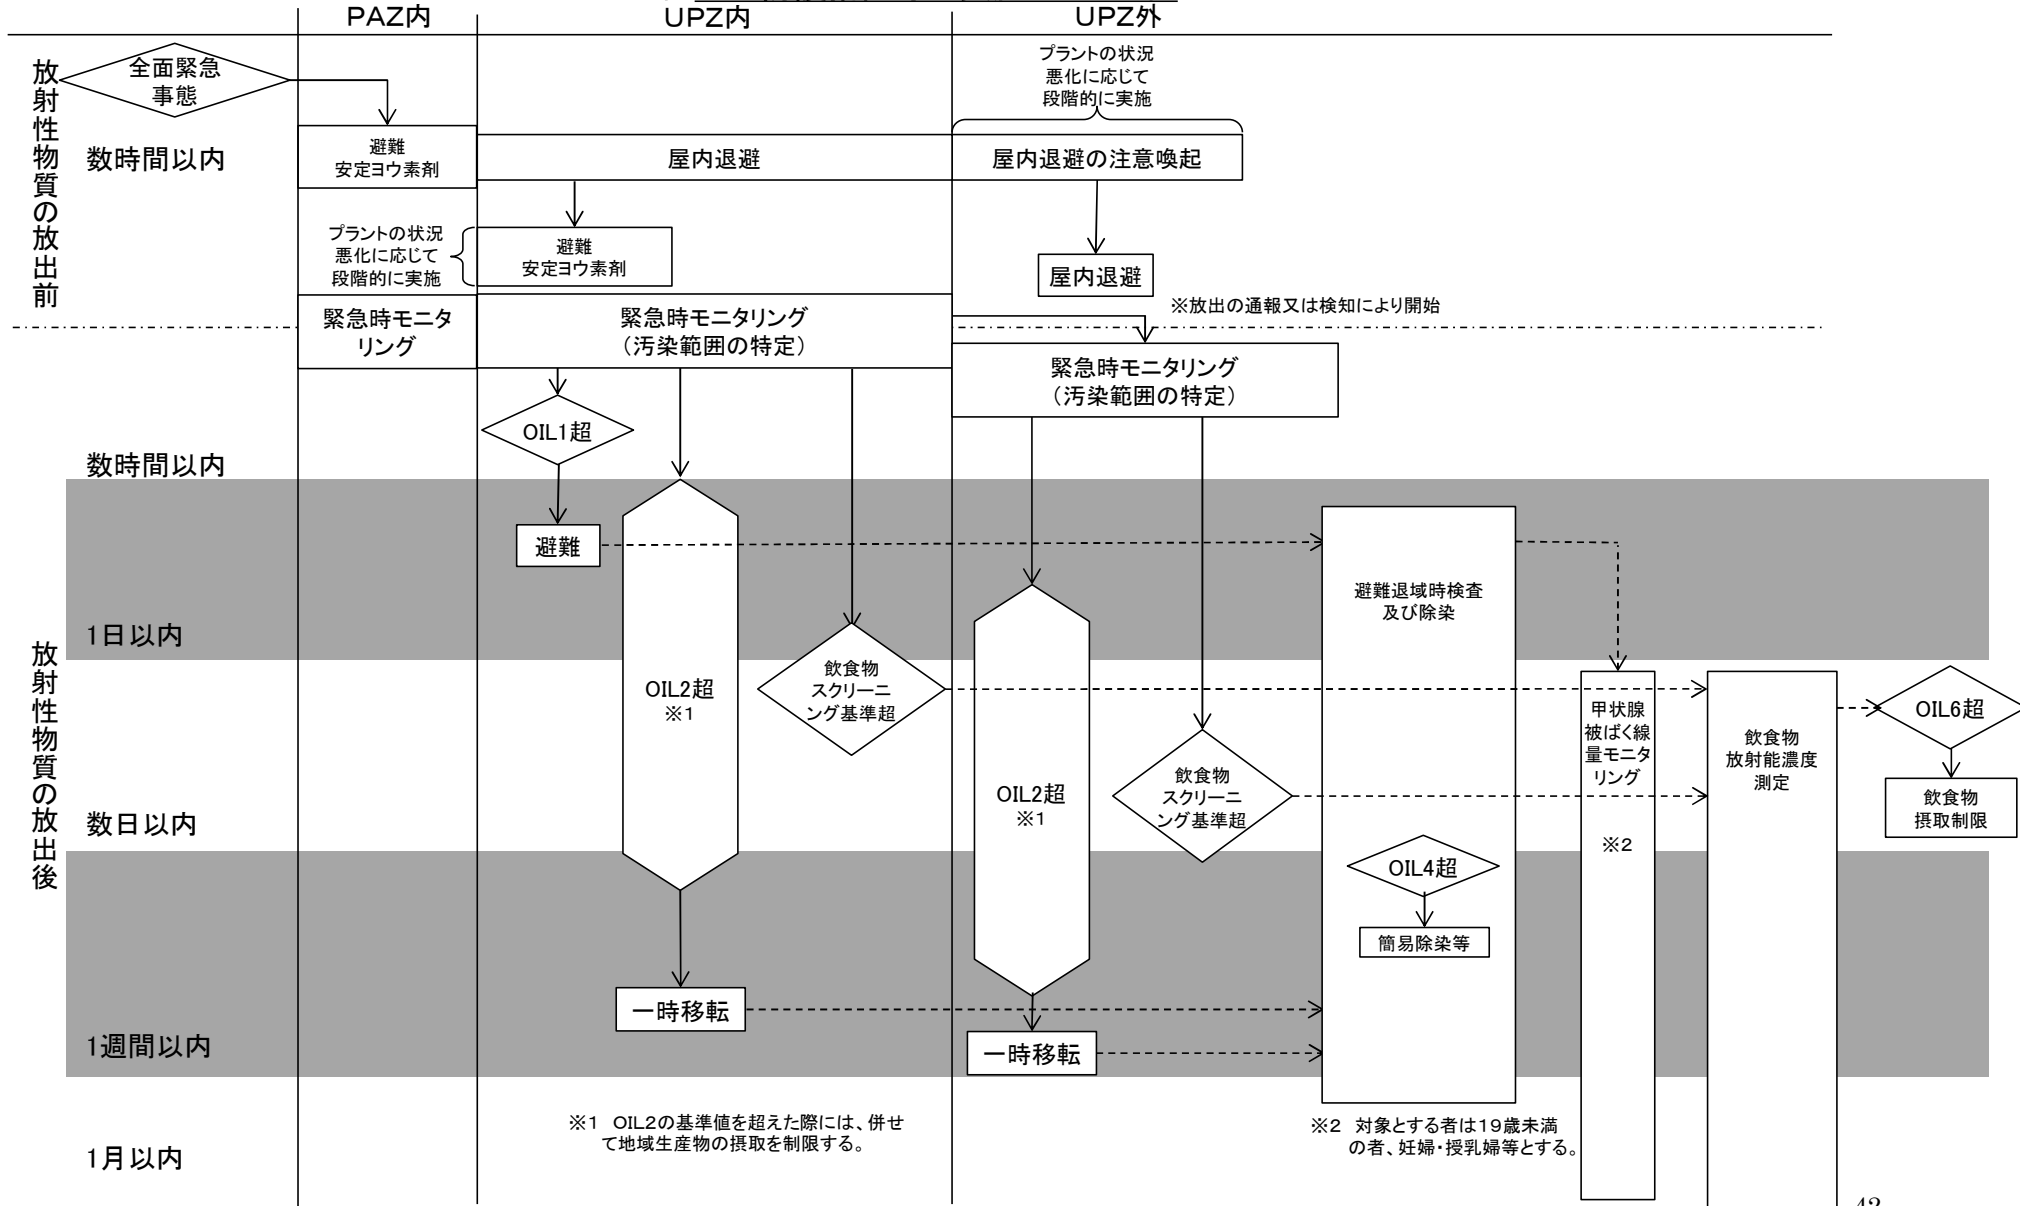 PAZ内
UPZ内
UPZ外
放射性物質の放出前
全面緊急
事態
プラントの状況
悪化に応じて
段階的に実施
数時間以内
避難
安定ヨウ素剤
屋内退避
屋内退避の注意喚起
プラントの状況
悪化に応じて
段階的に実施
避難
安定ヨウ素剤
屋内退避
※放出の通報又は検知により開始
緊急時モニタ
リング
緊急時モニタリング
（汚染範囲の特定）
緊急時モニタリング
（汚染範囲の特定）
放射性物質の放出後
OIL1超
数時間以内
避難
避難退域時検査
及び除染
1日以内
OIL2超
※1
飲食物
スクリーニ
ング基準超
OIL2超
※1
飲食物
スクリーニ
ング基準超
甲状腺
被ばく線
量モニタ
リング
※2
飲食物
放射能濃度
測定
OIL6超
飲食物
摂取制限
数日以内
OIL4超
簡易除染等
一時移転
一時移転
1週間以内
※1 OIL2の基準値を超えた際には、併せ
て地域生産物の摂取を制限する。
※2 対象とする者は19歳未満
の者、妊婦・授乳婦等とする。
1月以内